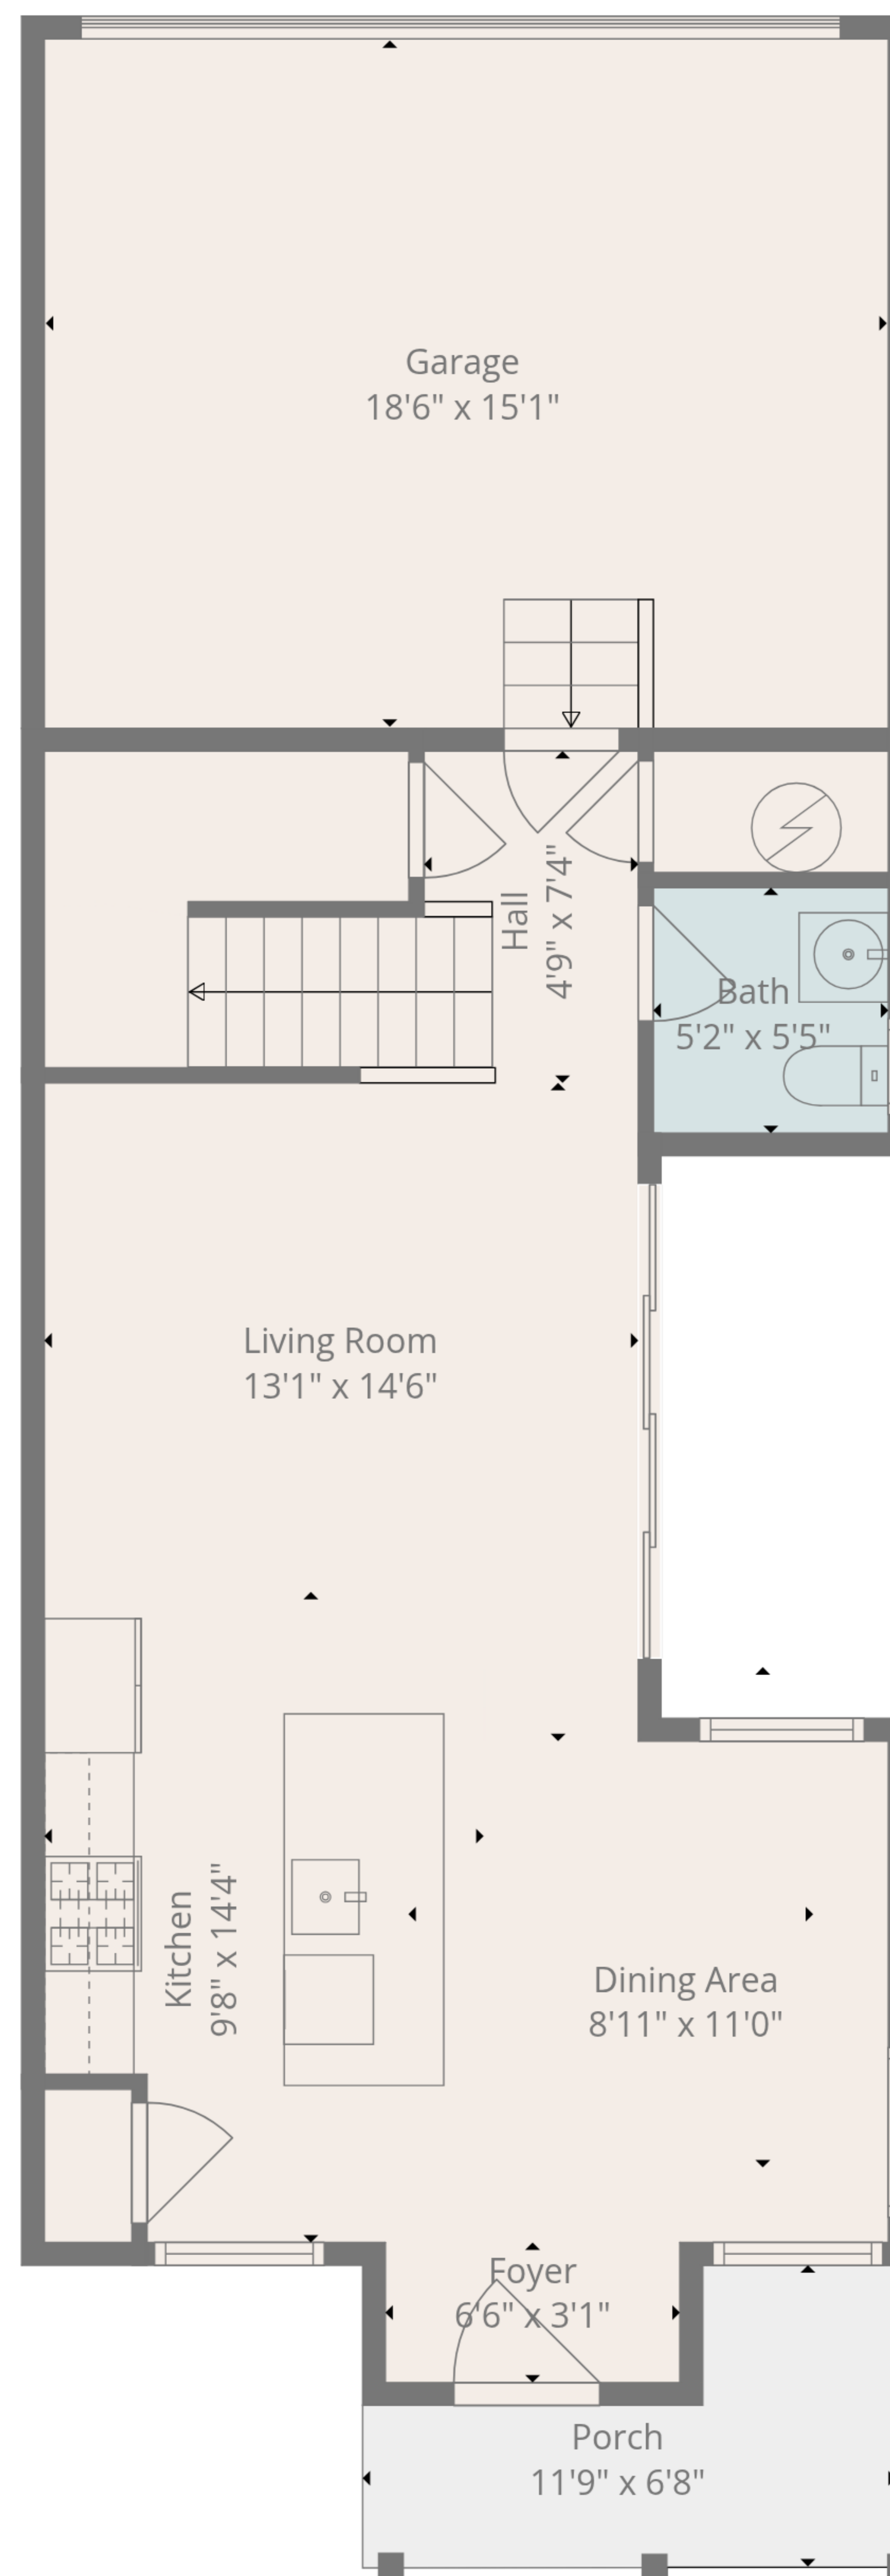 Garage
18'6" x 15'1"
Hall
4'9" x 7'4"
Bath
5'2" x 5'5"
Living Room
13'1" x 14'6"
Kitchen
9'8" x 14'4"
Dining Area
8'11" x 11'0"
Foyer
6'6" x 3'1"
Porch
11'9" x 6'8"